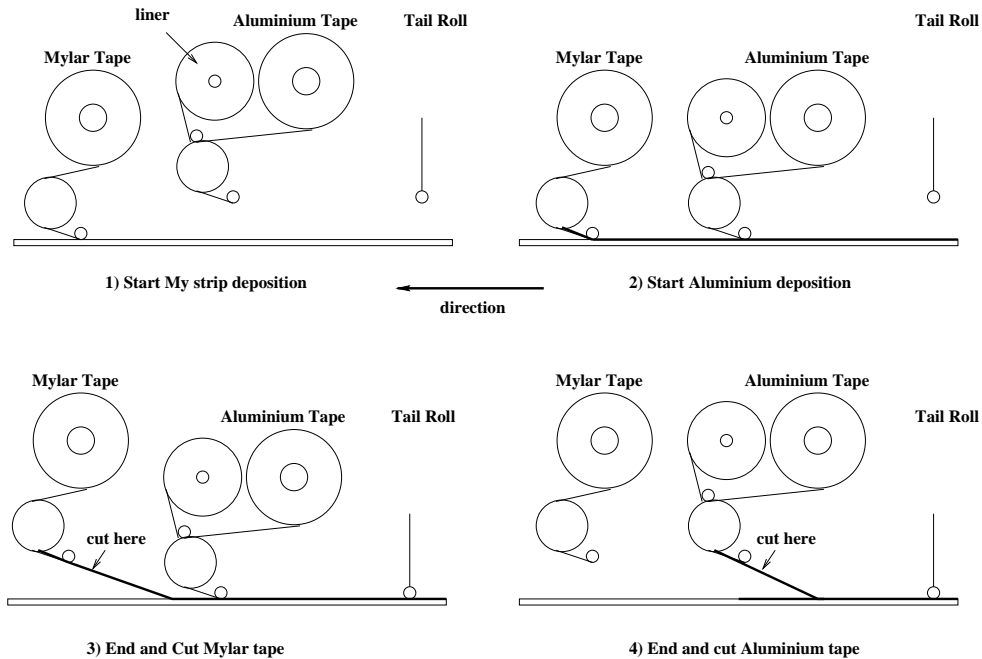 liner
Aluminium Tape
Tail Roll
Mylar Tape
1) Start My strip deposition
Tail Roll
Mylar Tape
Aluminium Tape
2) Start Aluminium deposition
direction
Mylar Tape
Aluminium Tape
Tail Roll
cut here
3) End and Cut Mylar tape
Mylar Tape
Aluminium Tape
Tail Roll
cut here
4) End and cut Aluminium tape